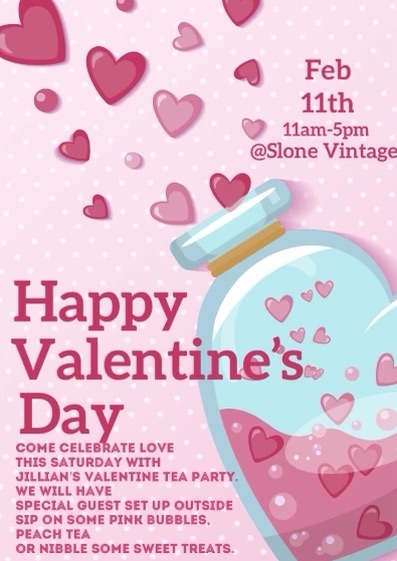 Feb
11th
11am-5pm
@Slone Vintage
Happy
Valentine's
Day
COME CELEBRATE LOVE
THIS SATURDAY WITH
JILLIAN'S VALENTINE TEA PARTY.
WE WILL HAVE
SPECIAL GUEST SET UP OUTSIDE
SIP ON SOME PINK BUBBLES,
PEACH TEA
OR NIBBLE SOME SWEET TREATS.